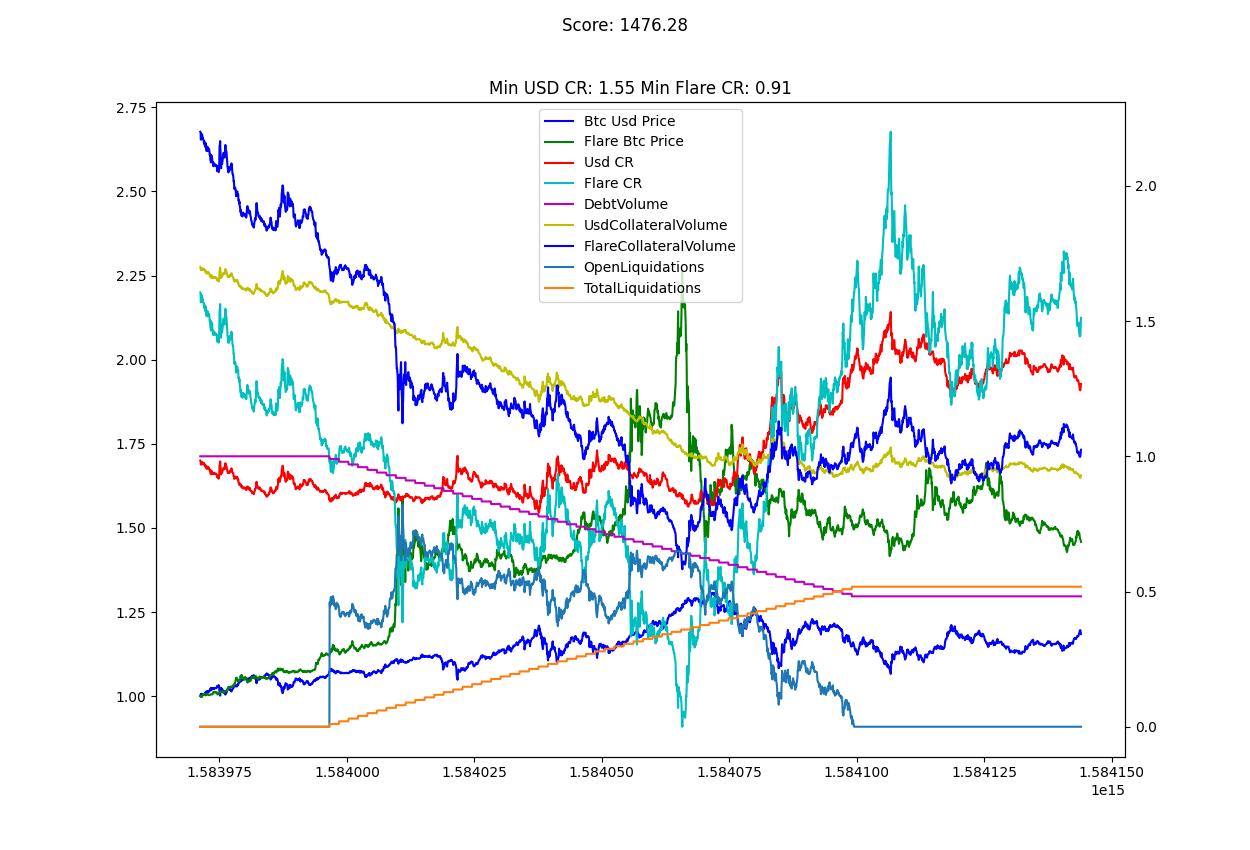 Score: 1476.28
Min USD CR: 1.55 Min Flare CR: 0.91
2.75
2.50
2.25
2.00
1.75
1.50
1.25
1.00
Btc Usd Price
Flare Btc Price
Usd CR
Flare CR
DebtVolume
UsdCollateralVolume
FlareCollateralVolume
OpenLiquidations
TotalLiquidations
2.0
1.5
1.0
0.5
0.0
1.583975
1.584000
1.584025
1.584050
1.584075
1.584100
1.584125
1.584150
1e15